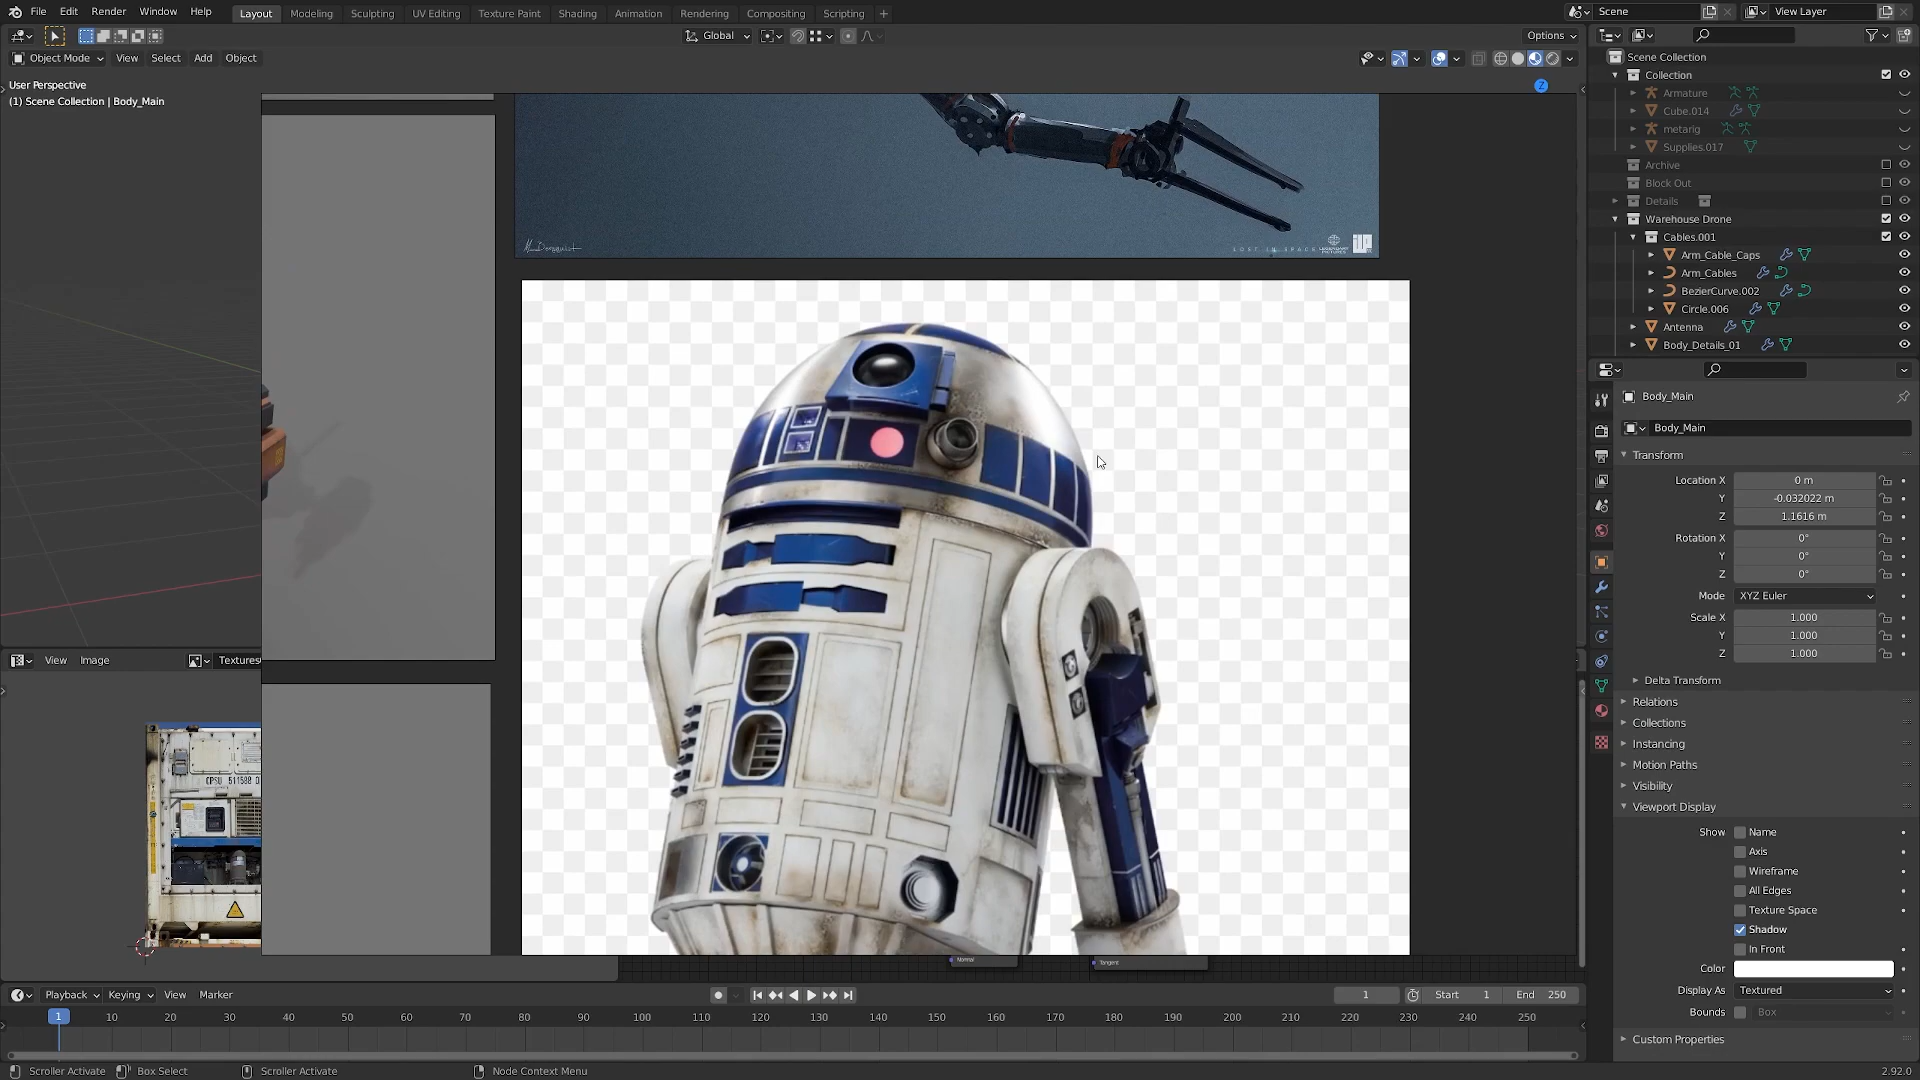 File Edit Render Window Help
Layout Modeling Sculpting UV Editing Texture Paint Shading Animation Rendering Compositing Scripting +
Scene
View Layer
Global
Options
Object Mode View Select Add Object
User Perspective
(1) Scene Collection | Body_Main
Z
LOST IN SPACE
Scene Collection
Collection
Armature
Cube.014
metarig
Supplies.017
Archive
Block Out
Details
Warehouse Drone
Cables.001
Arm_Cable_Caps
Arm_Cables
BezierCurve.002
Circle.006
Antenna
Body_Details_01
Body_Main
Body_Main
Transform
Location X 0 m
Y -0.032022 m
Z 1.1616 m
Rotation X 0°
Y 0°
Z 0°
Mode XYZ Euler
Scale X 1.000
Y 1.000
Z 1.000
Delta Transform
Relations
Collections
Instancing
Motion Paths
Visibility
Viewport Display
Show Name
Axis
Wireframe
All Edges
Texture Space
Shadow
In Front
Color
Display As Textured
Bounds Box
Custom Properties
View Image Textures
Normal
Tangent
Playback Keying View Marker
1 Start 1 End 250
1 10 20 30 40 50 60 70 80 90 100 110 120 130 140 150 160 170 180 190 200 210 220 230 240 250
Scroller Activate Box Select Scroller Activate Node Context Menu 2.92.0